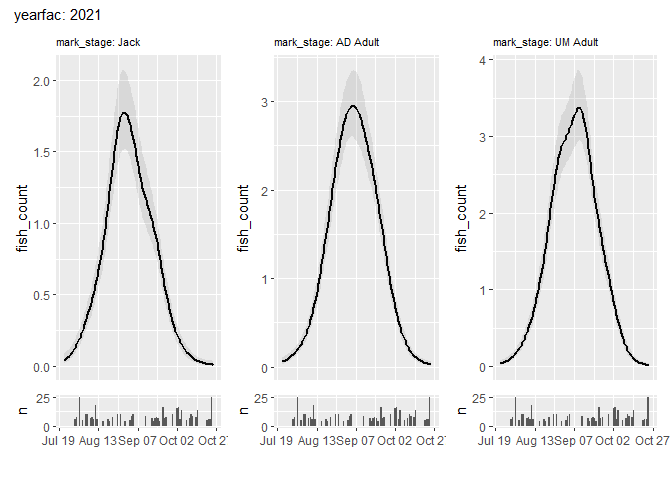 yearfac: 2021
mark_stage: Jack
mark_stage: AD Adult
mark_stage: UM Adult
fish_count
2.0
1.5
1.0
0.5
0.0
fish_count
3
2
1
0
fish_count
4
3
2
1
0
n
25
0
n
25
0
n
25
0
Jul 19 Aug 13 Sep 07 Oct 02 Oct 27
Jul 19 Aug 13 Sep 07 Oct 02 Oct 27
Jul 19 Aug 13 Sep 07 Oct 02 Oct 27